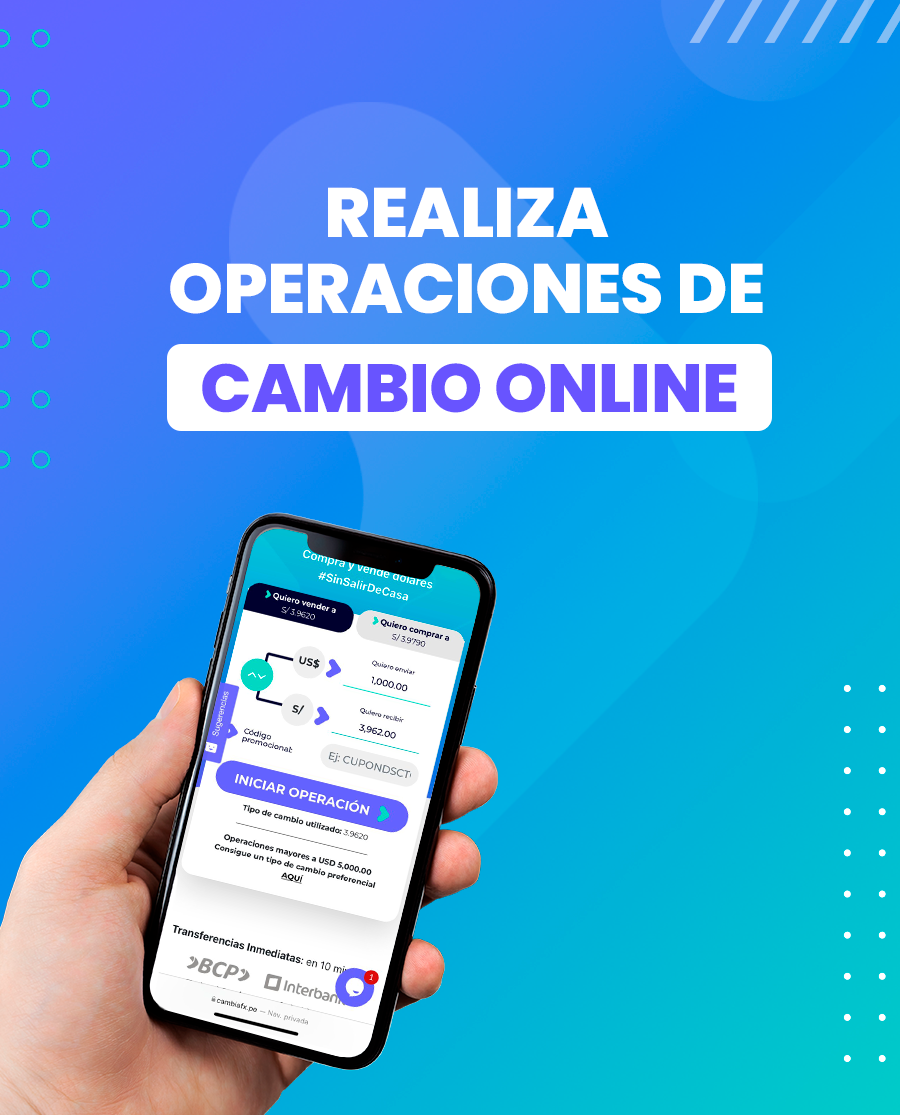 REALIZA
OPERACIONES DE
CAMBIO ONLINE
Compra y vende dólares
#SinSalirDeCasa
Quiero vender a
S/ 3.9620
Quiero comprar a
S/ 3.9790
US$
Quiero enviar
1,000.00
S/
Quiero recibir
3,962.00
Sugerencias
Código
promocional:
Ej: CUPONDSCT
INICIAR OPERACIÓN
Tipo de cambio utilizado: 3.9620
Operaciones mayores a USD 5,000.00
Consigue un tipo de cambio preferencial
AQUÍ
Transferencias Inmediatas: en 10 mi
1
BCP
Interbank
cambiafx.pe — Nav. privada